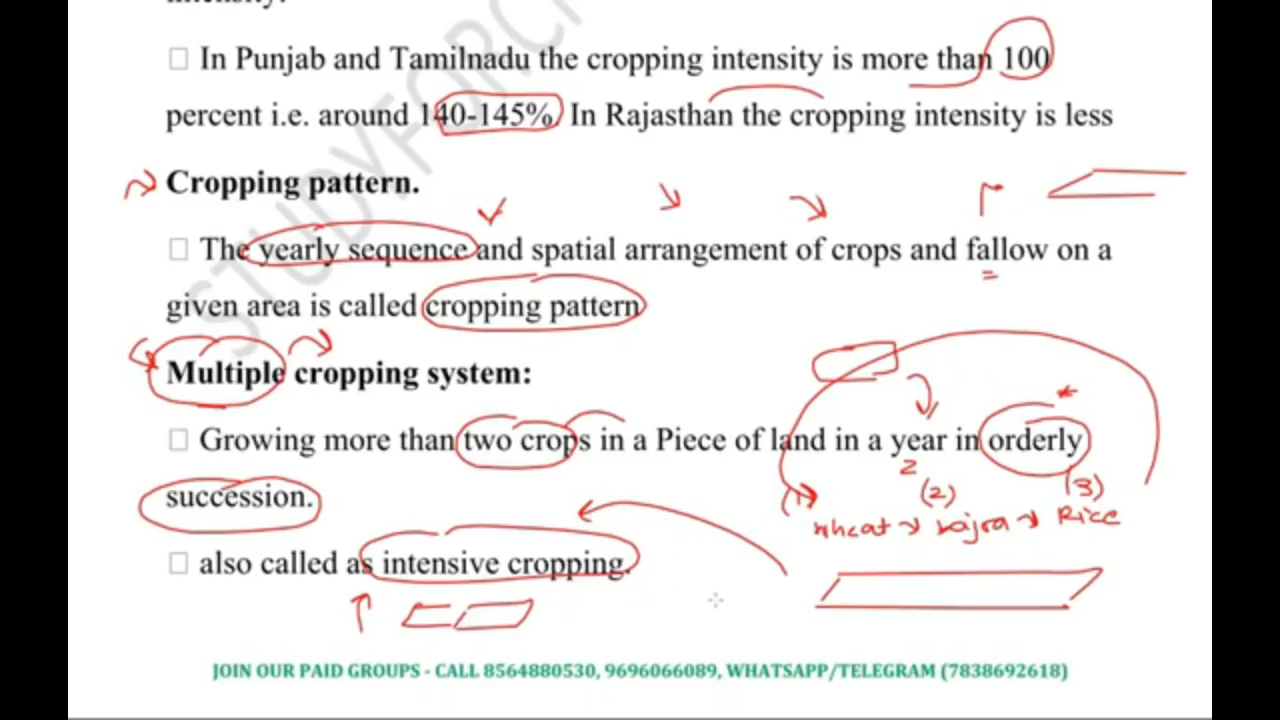 intensity.
□ In Punjab and Tamilnadu the cropping intensity is more than 100
percent i.e. around 140-145%. In Rajasthan the cropping intensity is less
Cropping pattern.
□ The yearly sequence and spatial arrangement of crops and fallow on a
given area is called cropping pattern
Multiple cropping system:
□ Growing more than two crops in a Piece of land in a year in orderly
succession.
2
(1) (2) (3)
wheat → bajra → Rice
□ also called as intensive cropping.
JOIN OUR PAID GROUPS - CALL 8564880530, 9696066089, WHATSAPP/TELEGRAM (7838692618)